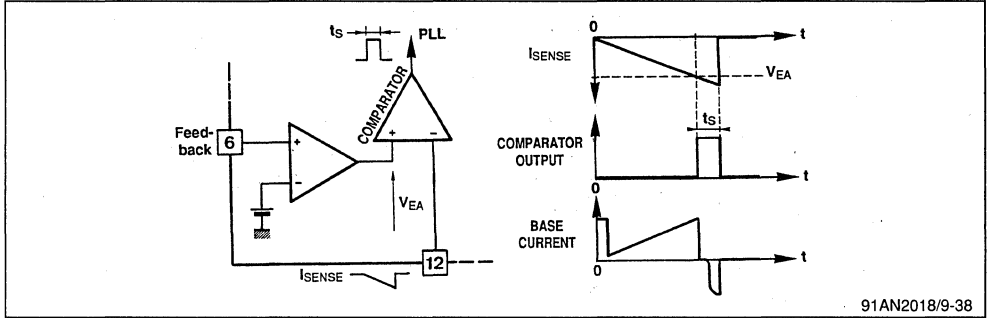 tS
PLL
COMPARATOR
+
−
Feed-
back
6
+
−
VEA
12
ISENSE
0
t
ISENSE
VEA
tS
COMPARATOR
OUTPUT
0
t
BASE
CURRENT
0
t
91AN2018/9-38